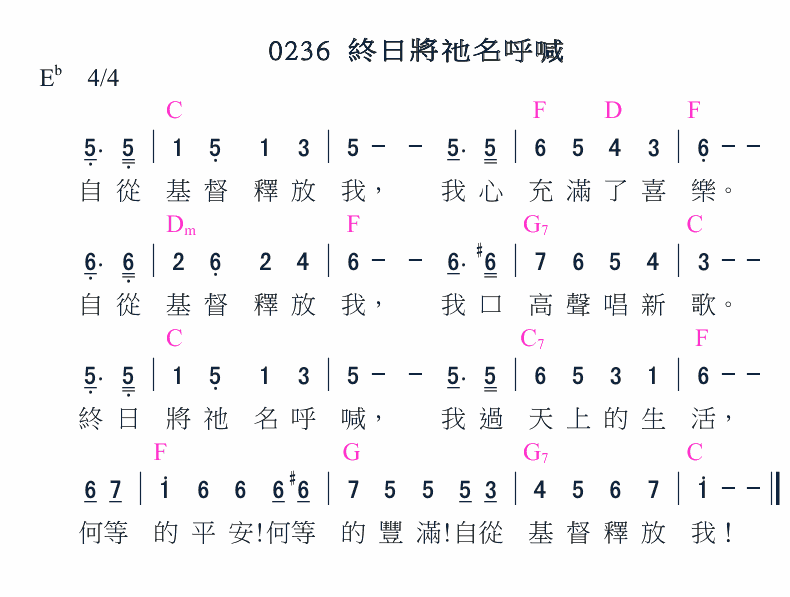 0236 終日將祂名呼喊
E♭ 4/4
C F D F
5̣. 5̣ | 1 5̣ 1 3 | 5 – – 5. 5 | 6 5 4 3 | 6̣ – –
自從 基督 釋放 我， 我心 充滿了喜 樂。
Dm F G7 C
6̣. 6̣ | 2 6̣ 2 4 | 6 – – 6. #6 | 7 6 5 4 | 3 – –
自從 基督 釋放 我， 我口 高聲唱新 歌。
C C7 F
5̣. 5̣ | 1 5̣ 1 3 | 5 – – 5. 5 | 6 5 3 1 | 6 – –
終日 將祂 名呼 喊， 我過 天上的生 活，
F G G7 C
6 7 | 1̇ 6 6 6 #6 | 7 5 5 5 3 | 4 5 6 7 | 1̇ – – ‖
何等 的平安!何等 的豐滿!自從 基督釋放 我！